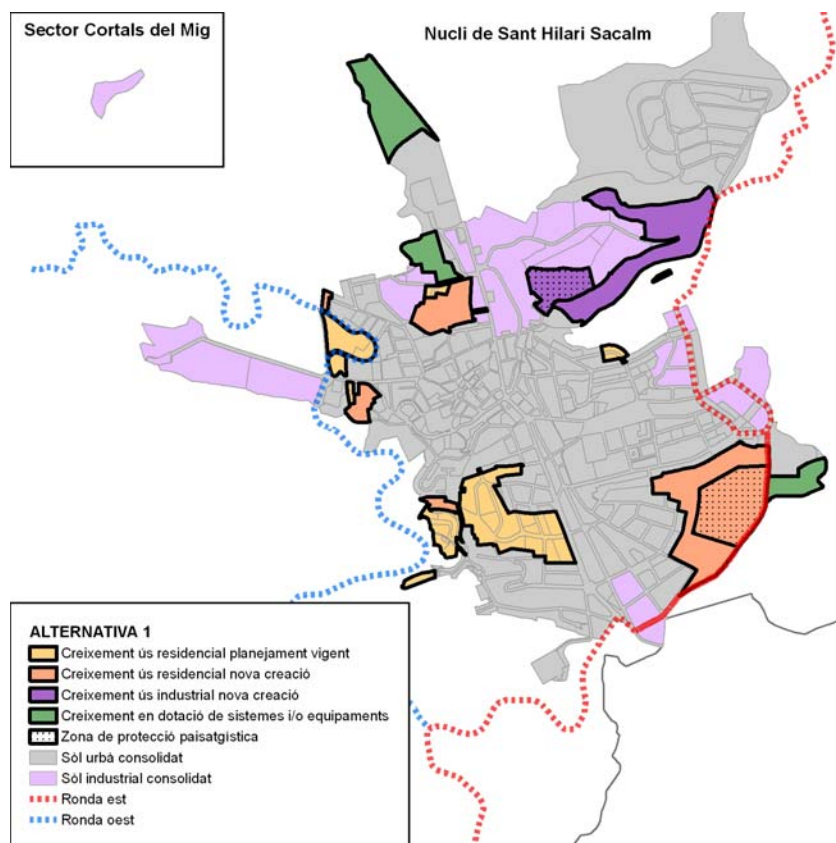 Sector Cortals del Mig
Nucli de Sant Hilari Sacalm
ALTERNATIVA 1
Creixement ús residencial planejament vigent
Creixement ús residencial nova creació
Creixement ús industrial nova creació
Creixement en dotació de sistemes i/o equipaments
Zona de protecció paisatgística
Sòl urbà consolidat
Sòl industrial consolidat
Ronda est
Ronda oest